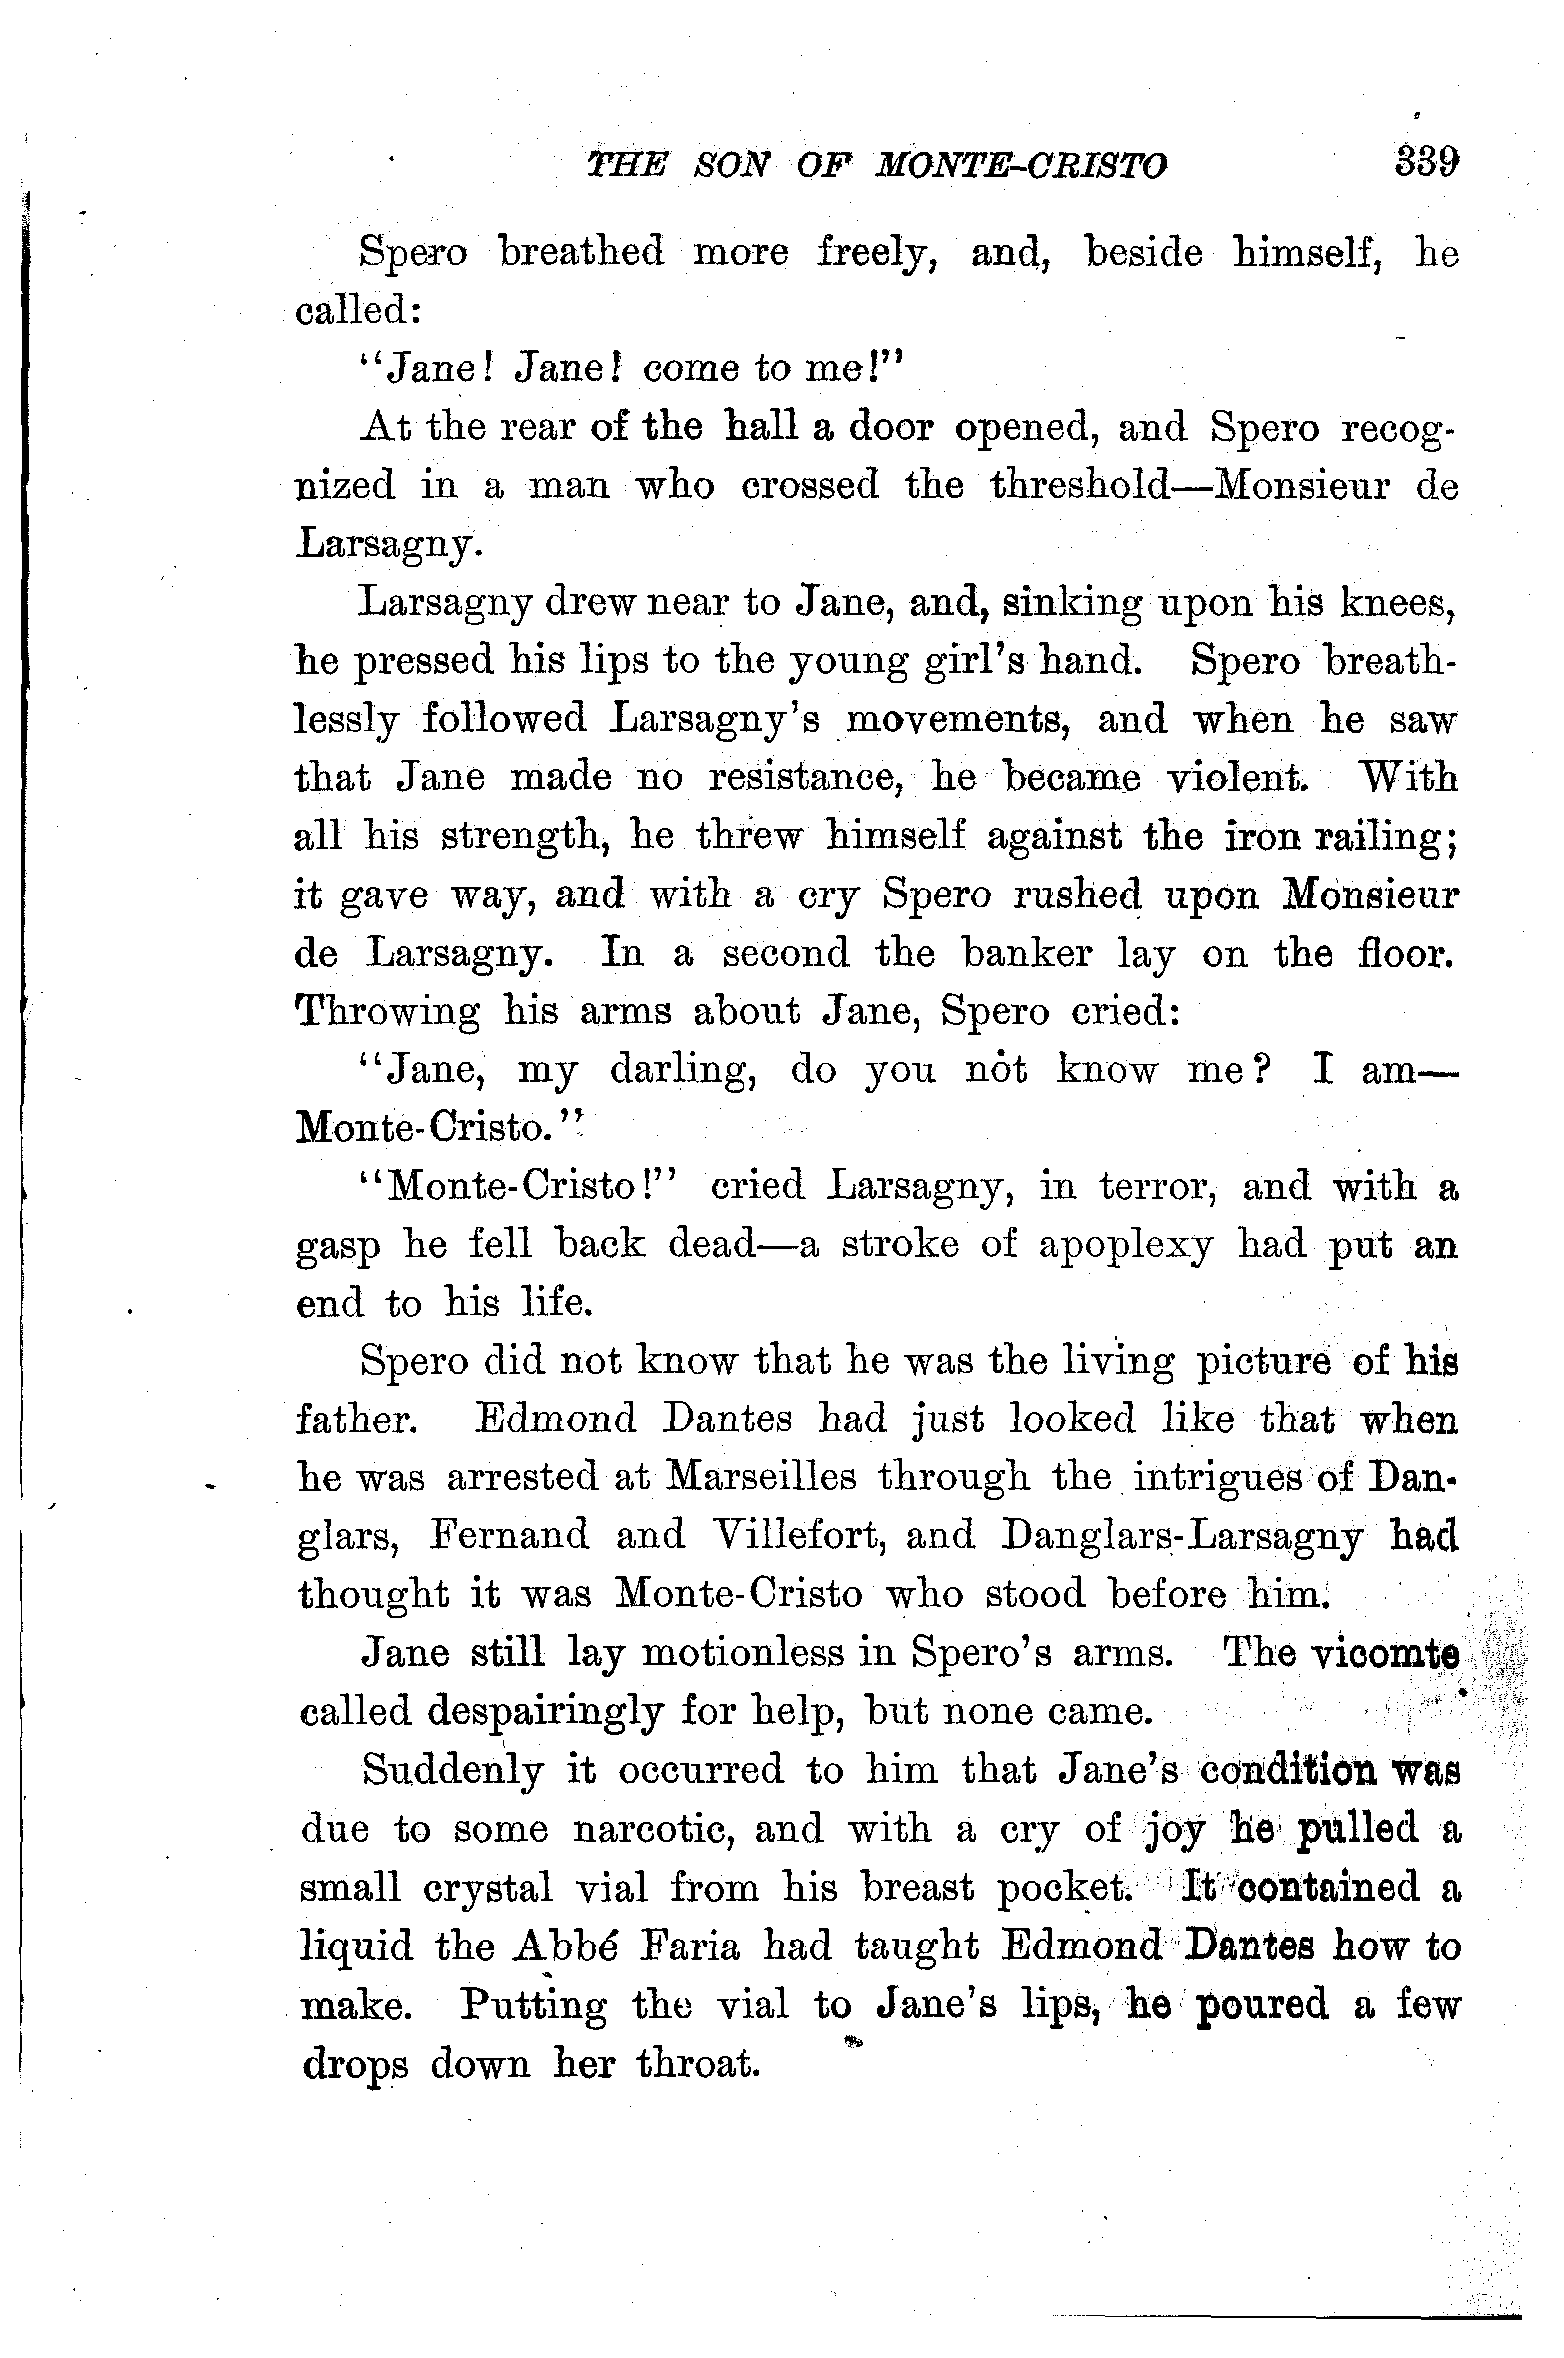 THE SON OF MONTE-CRISTO 339
Spero breathed more freely, and, beside himself, he
called:
"Jane! Jane! come to me!"
At the rear of the hall a door opened, and Spero recog-
nized in a man who crossed the threshold—Monsieur de
Larsagny.
Larsagny drew near to Jane, and, sinking upon his knees,
he pressed his lips to the young girl's hand. Spero breath-
lessly followed Larsagny's movements, and when he saw
that Jane made no resistance, he became violent. With
all his strength, he threw himself against the iron railing;
it gave way, and with a cry Spero rushed upon Monsieur
de Larsagny. In a second the banker lay on the floor.
Throwing his arms about Jane, Spero cried:
"Jane, my darling, do you not know me? I am—
Monte-Cristo."
"Monte-Cristo!" cried Larsagny, in terror, and with a
gasp he fell back dead—a stroke of apoplexy had put an
end to his life.
Spero did not know that he was the living picture of his
father. Edmond Dantes had just looked like that when
he was arrested at Marseilles through the intrigues of Dan-
glars, Fernand and Villefort, and Danglars-Larsagny had
thought it was Monte-Cristo who stood before him.
Jane still lay motionless in Spero's arms. The vicomte
called despairingly for help, but none came.
Suddenly it occurred to him that Jane's condition was
due to some narcotic, and with a cry of joy he pulled a
small crystal vial from his breast pocket. It contained a
liquid the Abbé Faria had taught Edmond Dantes how to
make. Putting the vial to Jane's lips, he poured a few
drops down her throat.